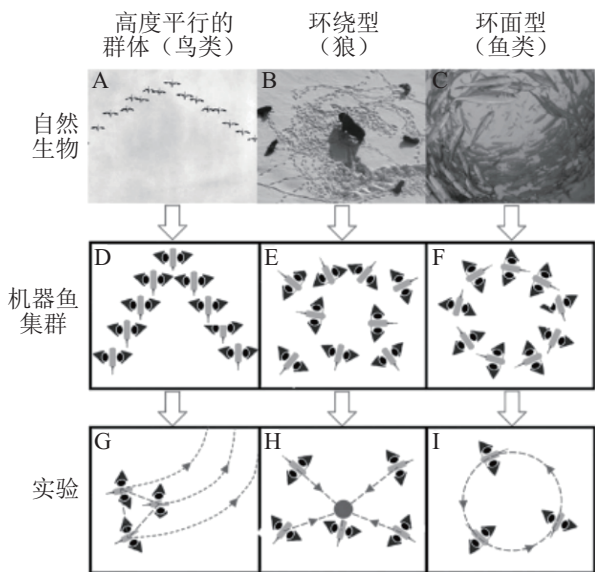 高度平行的
群体（鸟类）
环绕型
（狼）
环面型
（鱼类）
自然
生物
A
B
C
机器鱼
集群
D
E
F
实验
G
H
I